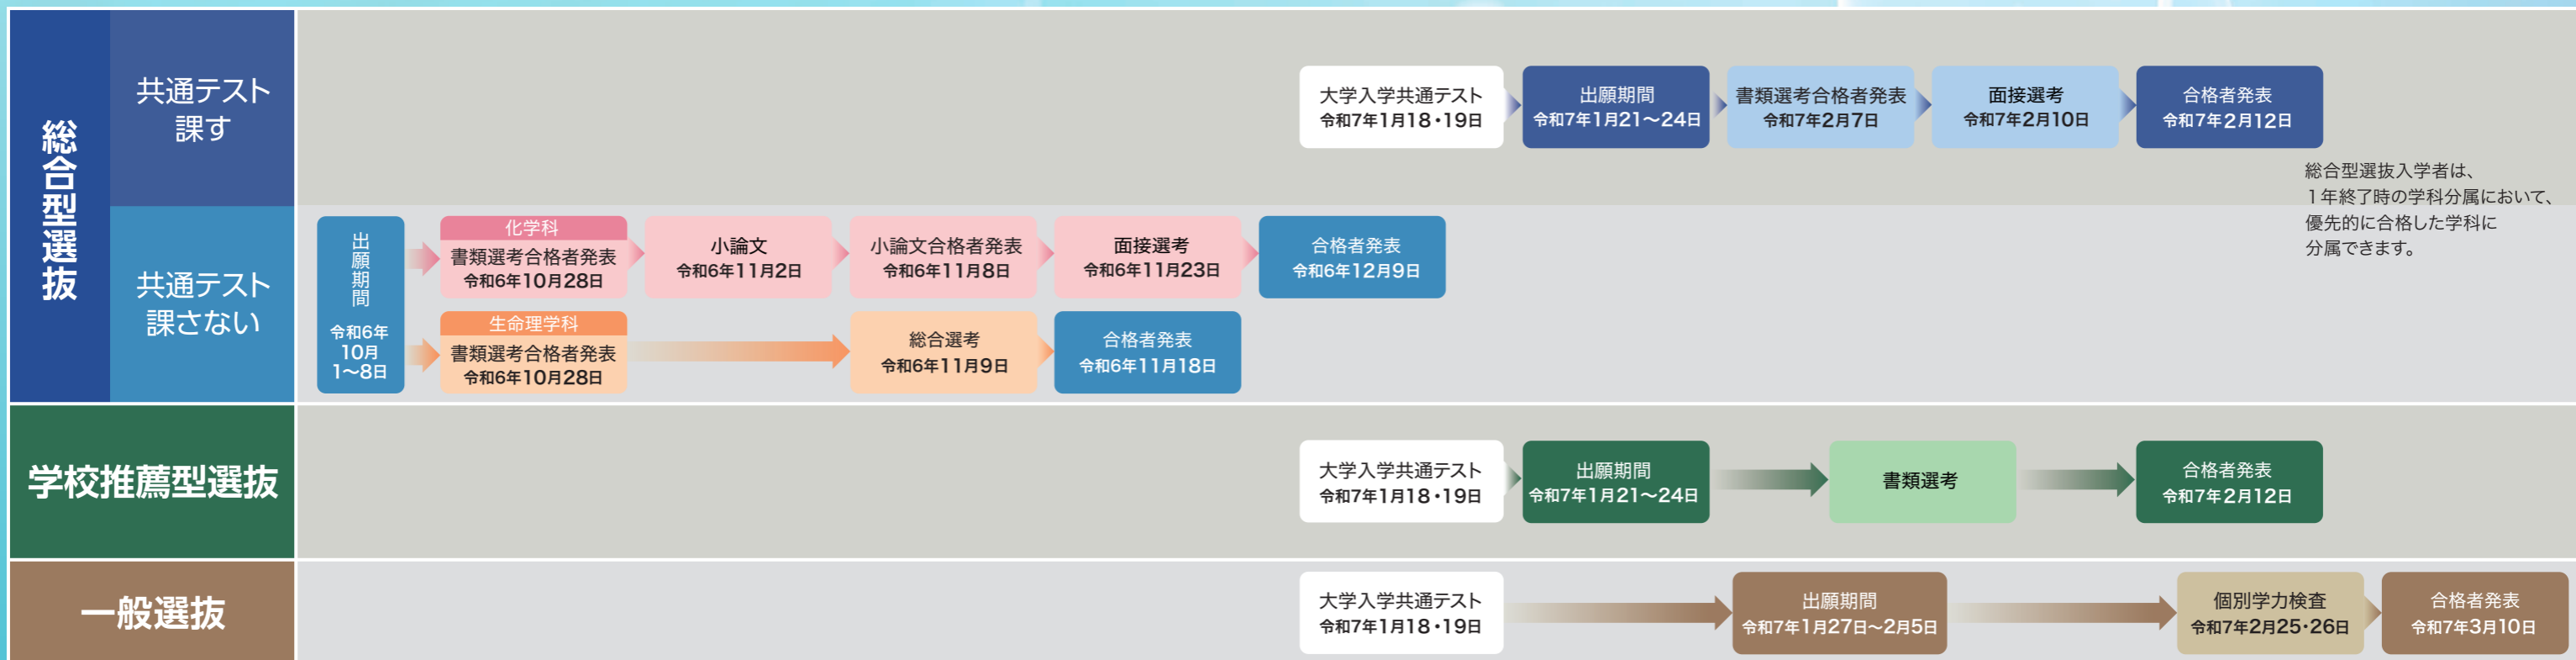 総合型選抜
共通テスト
課す
大学入学共通テスト
令和7年1月18・19日
出願期間
令和7年1月21〜24日
書類選考合格者発表
令和7年2月7日
面接選考
令和7年2月10日
合格者発表
令和7年2月12日
総合型選抜入学者は、
1年終了時の学科分属において、
優先的に合格した学科に
分属できます。
共通テスト
課さない
出願期間
令和6年
10月
1〜8日
化学科
書類選考合格者発表
令和6年10月28日
小論文
令和6年11月2日
小論文合格者発表
令和6年11月8日
面接選考
令和6年11月23日
合格者発表
令和6年12月9日
生命理学科
書類選考合格者発表
令和6年10月28日
総合選考
令和6年11月9日
合格者発表
令和6年11月18日
学校推薦型選抜
大学入学共通テスト
令和7年1月18・19日
出願期間
令和7年1月21〜24日
書類選考
合格者発表
令和7年2月12日
一般選抜
大学入学共通テスト
令和7年1月18・19日
出願期間
令和7年1月27日〜2月5日
個別学力検査
令和7年2月25・26日
合格者発表
令和7年3月10日